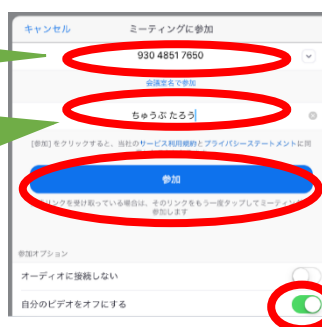 キャンセル ミーティングに参加
930 4851 7650
会議室名で参加
ちゅうぶ たろう
[参加] をクリックすると、当社のサービス利用規約とプライバシーステートメントに同
参加
リンクを受け取っている場合は、そのリンクをもう一度タップしてミーティン
参加します
参加オプション
オーディオに接続しない
自分のビデオをオフにする